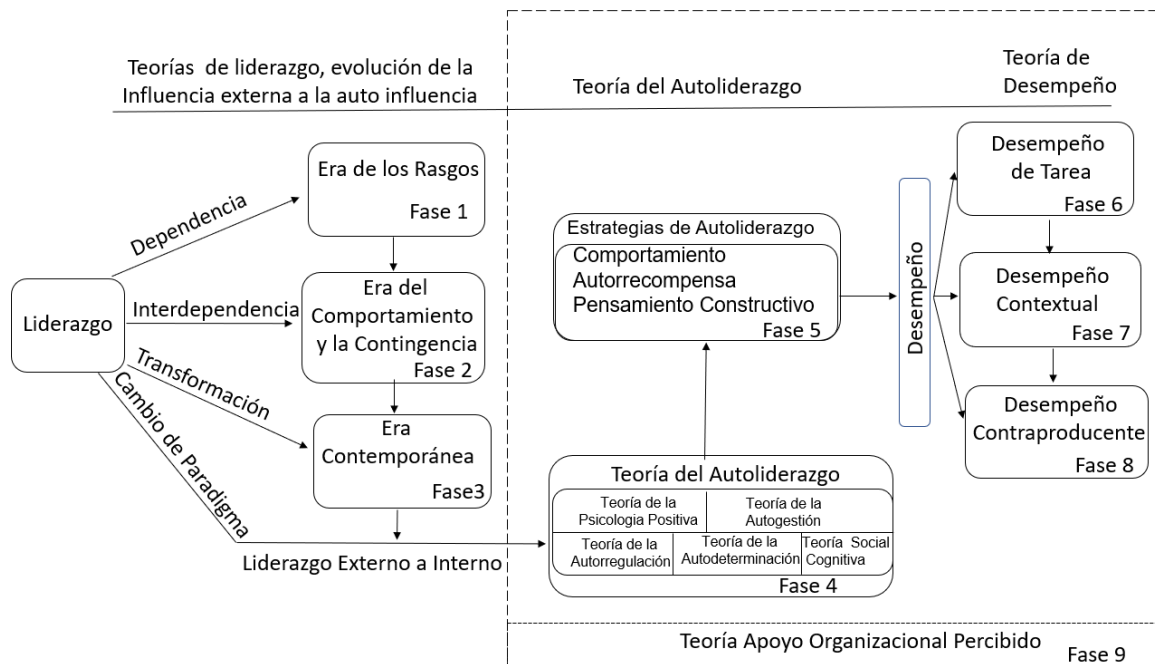 Teorías de liderazgo, evolución de la
Influencia externa a la auto influencia
Teoría del Autoliderazgo
Teoría de
Desempeño
Era de los Rasgos
Fase 1
Dependencia
Liderazgo
Interdependencia
Era del
Comportamiento
y la Contingencia
Fase 2
Transformación
Era
Contemporánea
Fase3
Cambio de Paradigma
Liderazgo Externo a Interno
Estrategias de Autoliderazgo
Comportamiento
Autorrecompensa
Pensamiento Constructivo
Fase 5
Teoría del Autoliderazgo
Teoría de la
Psicologia Positiva
Teoría de la
Autogestión
Teoría de la
Autorregulación
Teoría de la
Autodeterminación
Teoría Social
Cognitiva
Fase 4
Desempeño
Desempeño
de Tarea
Fase 6
Desempeño
Contextual
Fase 7
Desempeño
Contraproducente
Fase 8
Teoría Apoyo Organizacional Percibido
Fase 9